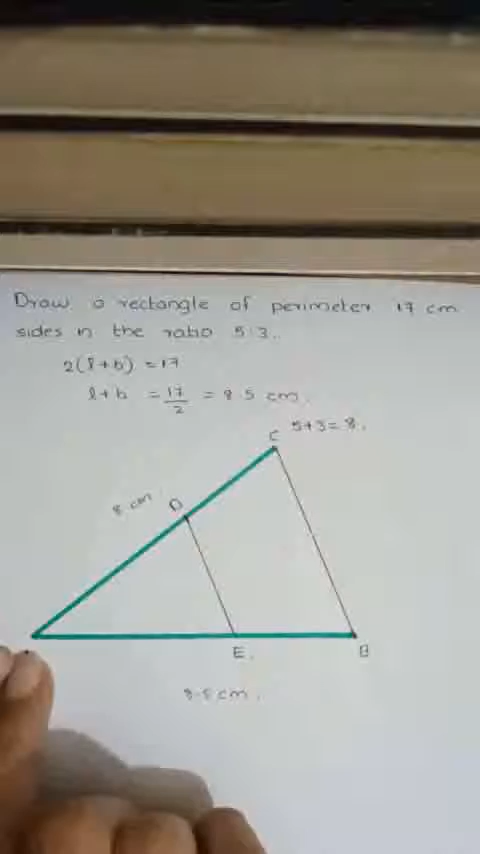 Draw a rectangle of perimeter 17 cm
sides in the ratio 5:3.
2(l+b) = 17
l+b = 17/2 = 8.5 cm.
5+3=8.
C
8 cm
D
E.
B
8.5 cm.